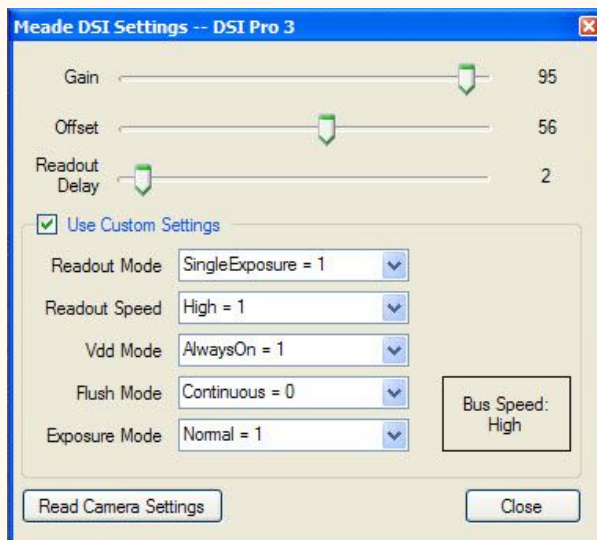 Meade DSI Settings -- DSI Pro 3
Gain 95
Offset 56
Readout
Delay 2
Use Custom Settings
Readout Mode SingleExposure = 1
Readout Speed High = 1
Vdd Mode AlwaysOn = 1
Flush Mode Continuous = 0
Exposure Mode Normal = 1
Bus Speed:
High
Read Camera Settings Close